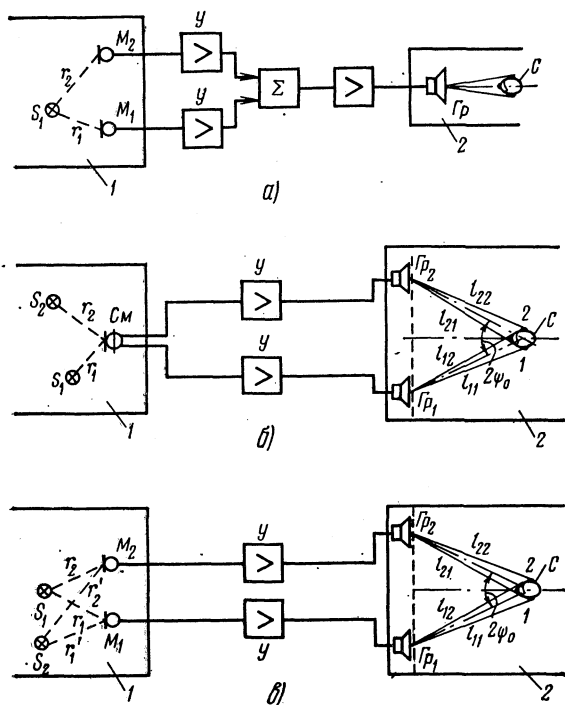 M₂ У
r₂
S₁ Σ Гр С
r₁ M₁ У
1 2
а)
У Гр₂
S₂ r₂ См l₂₂
l₂₁ 2 С
r₁ У l₁₂ 1
S₁ l₁₁ 2ψ₀
1 Гр₁ 2
б)
M₂ У Гр₂
r₂ r₂' l₂₂
S₁ l₂₁ 2 С
r₁ M₁ l₁₂ 1
S₂ r₁' У l₁₁ 2ψ₀
1 Гр₁ 2
в)